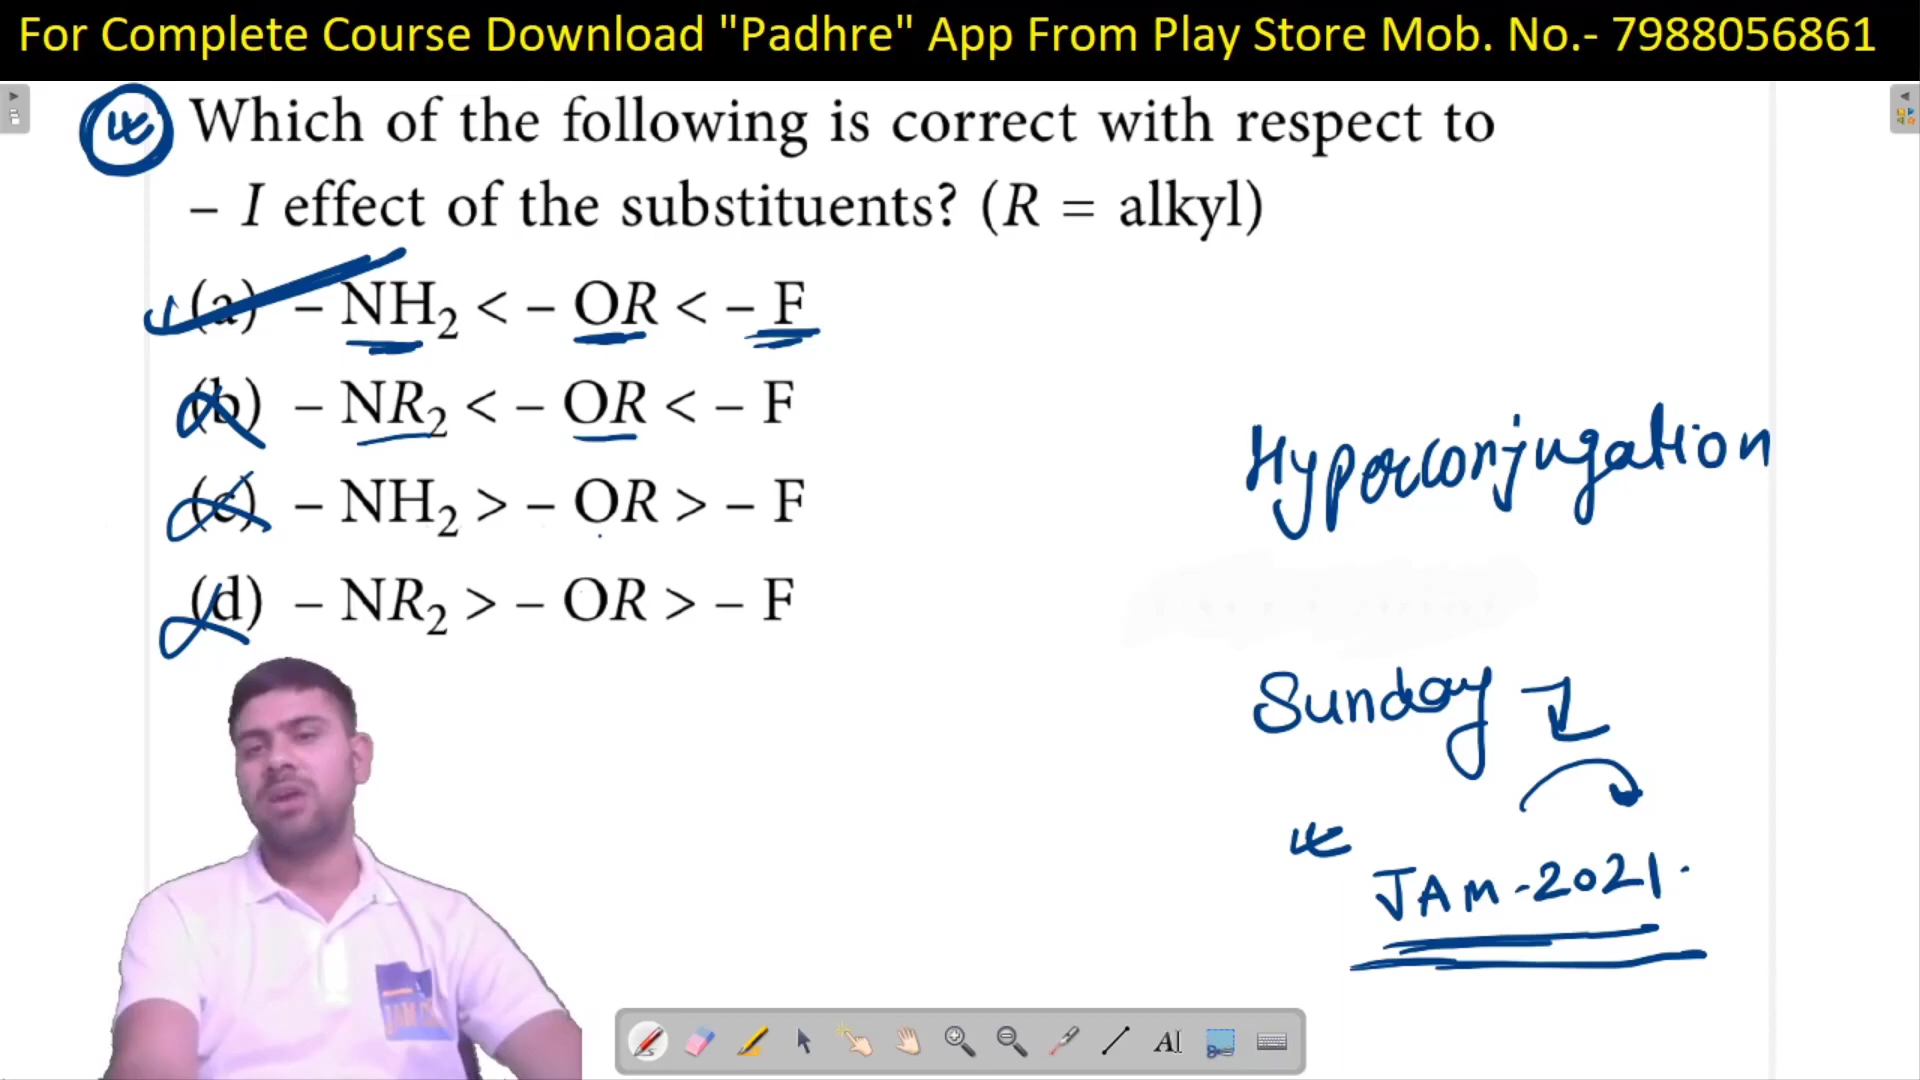 For Complete Course Download "Padhre" App From Play Store Mob. No.- 7988056861
Which of the following is correct with respect to
– I effect of the substituents? (R = alkyl)
(a) – NH₂ < – OR < – F
(b) – NR₂ < – OR < – F
(c) – NH₂ > – OR > – F
(d) – NR₂ > – OR > – F
Hyperconjugation
Sunday
JAM-2021.